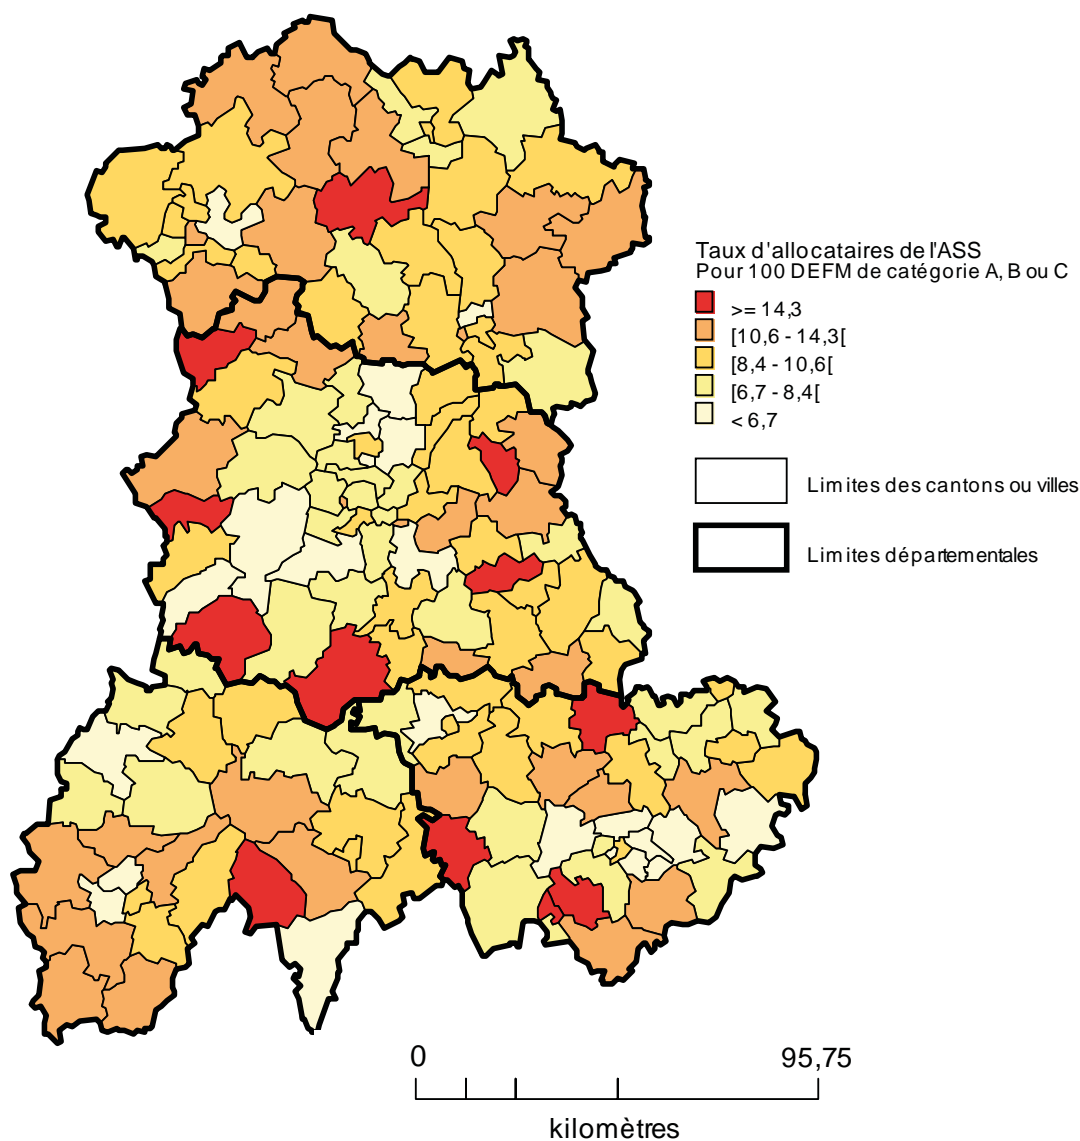 Taux d'allocataires de l'ASS
Pour 100 DEFM de catégorie A, B ou C
>= 14,3
[10,6 - 14,3[
[8,4 - 10,6[
[6,7 - 8,4[
< 6,7
Limites des cantons ou villes
Limites départementales
0 95,75
kilomètres